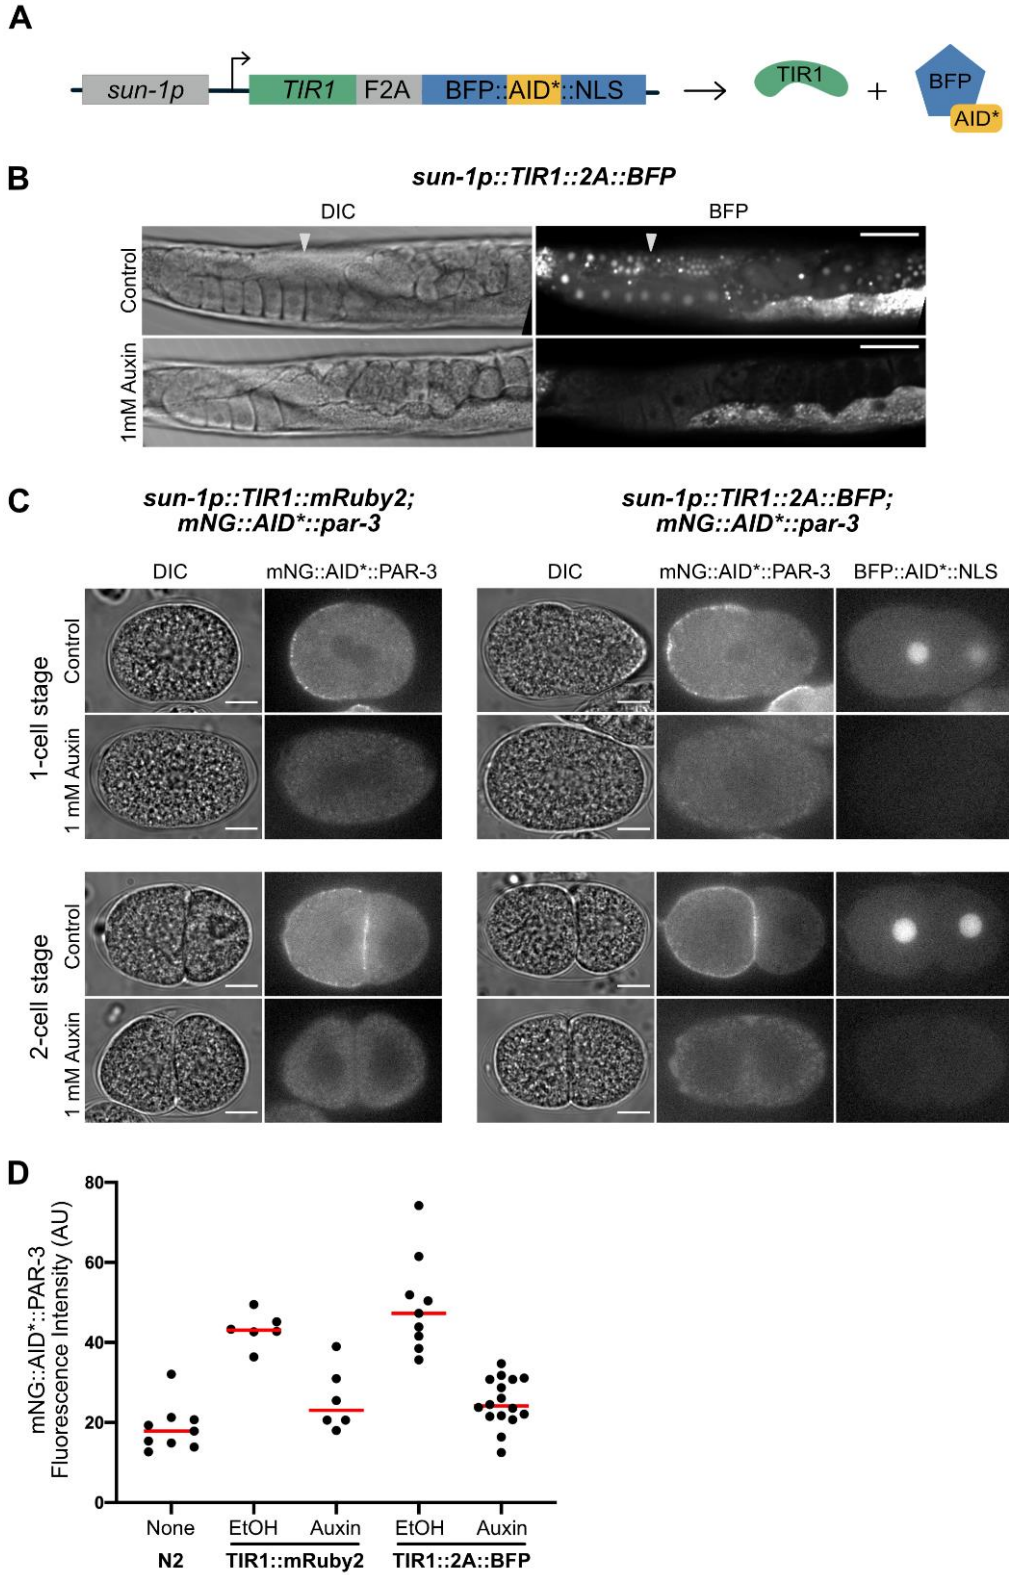 A
sun-1p
TIR1
F2A
BFP::AID*::NLS
TIR1
+
BFP
AID*
B
sun-1p::TIR1::2A::BFP
DIC
BFP
Control
1mM Auxin
C
sun-1p::TIR1::mRuby2;
mNG::AID*::par-3
sun-1p::TIR1::2A::BFP;
mNG::AID*::par-3
DIC
mNG::AID*::PAR-3
DIC
mNG::AID*::PAR-3
BFP::AID*::NLS
1-cell stage
Control
1 mM Auxin
2-cell stage
Control
1 mM Auxin
D
mNG::AID*::PAR-3
Fluorescence Intensity (AU)
80
60
40
20
0
None
EtOH
Auxin
EtOH
Auxin
N2
TIR1::mRuby2
TIR1::2A::BFP